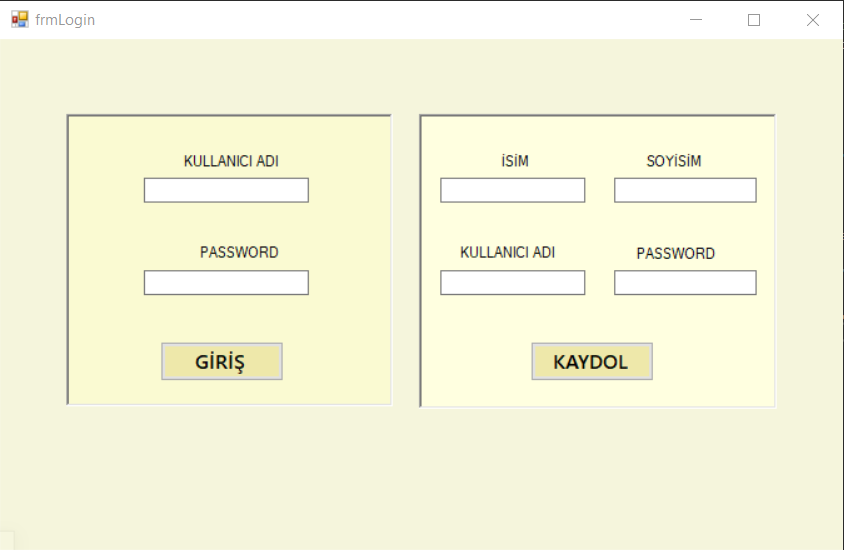 frmLogin
KULLANICI ADI
PASSWORD
GİRİŞ
İSİM
SOYİSİM
KULLANICI ADI
PASSWORD
KAYDOL